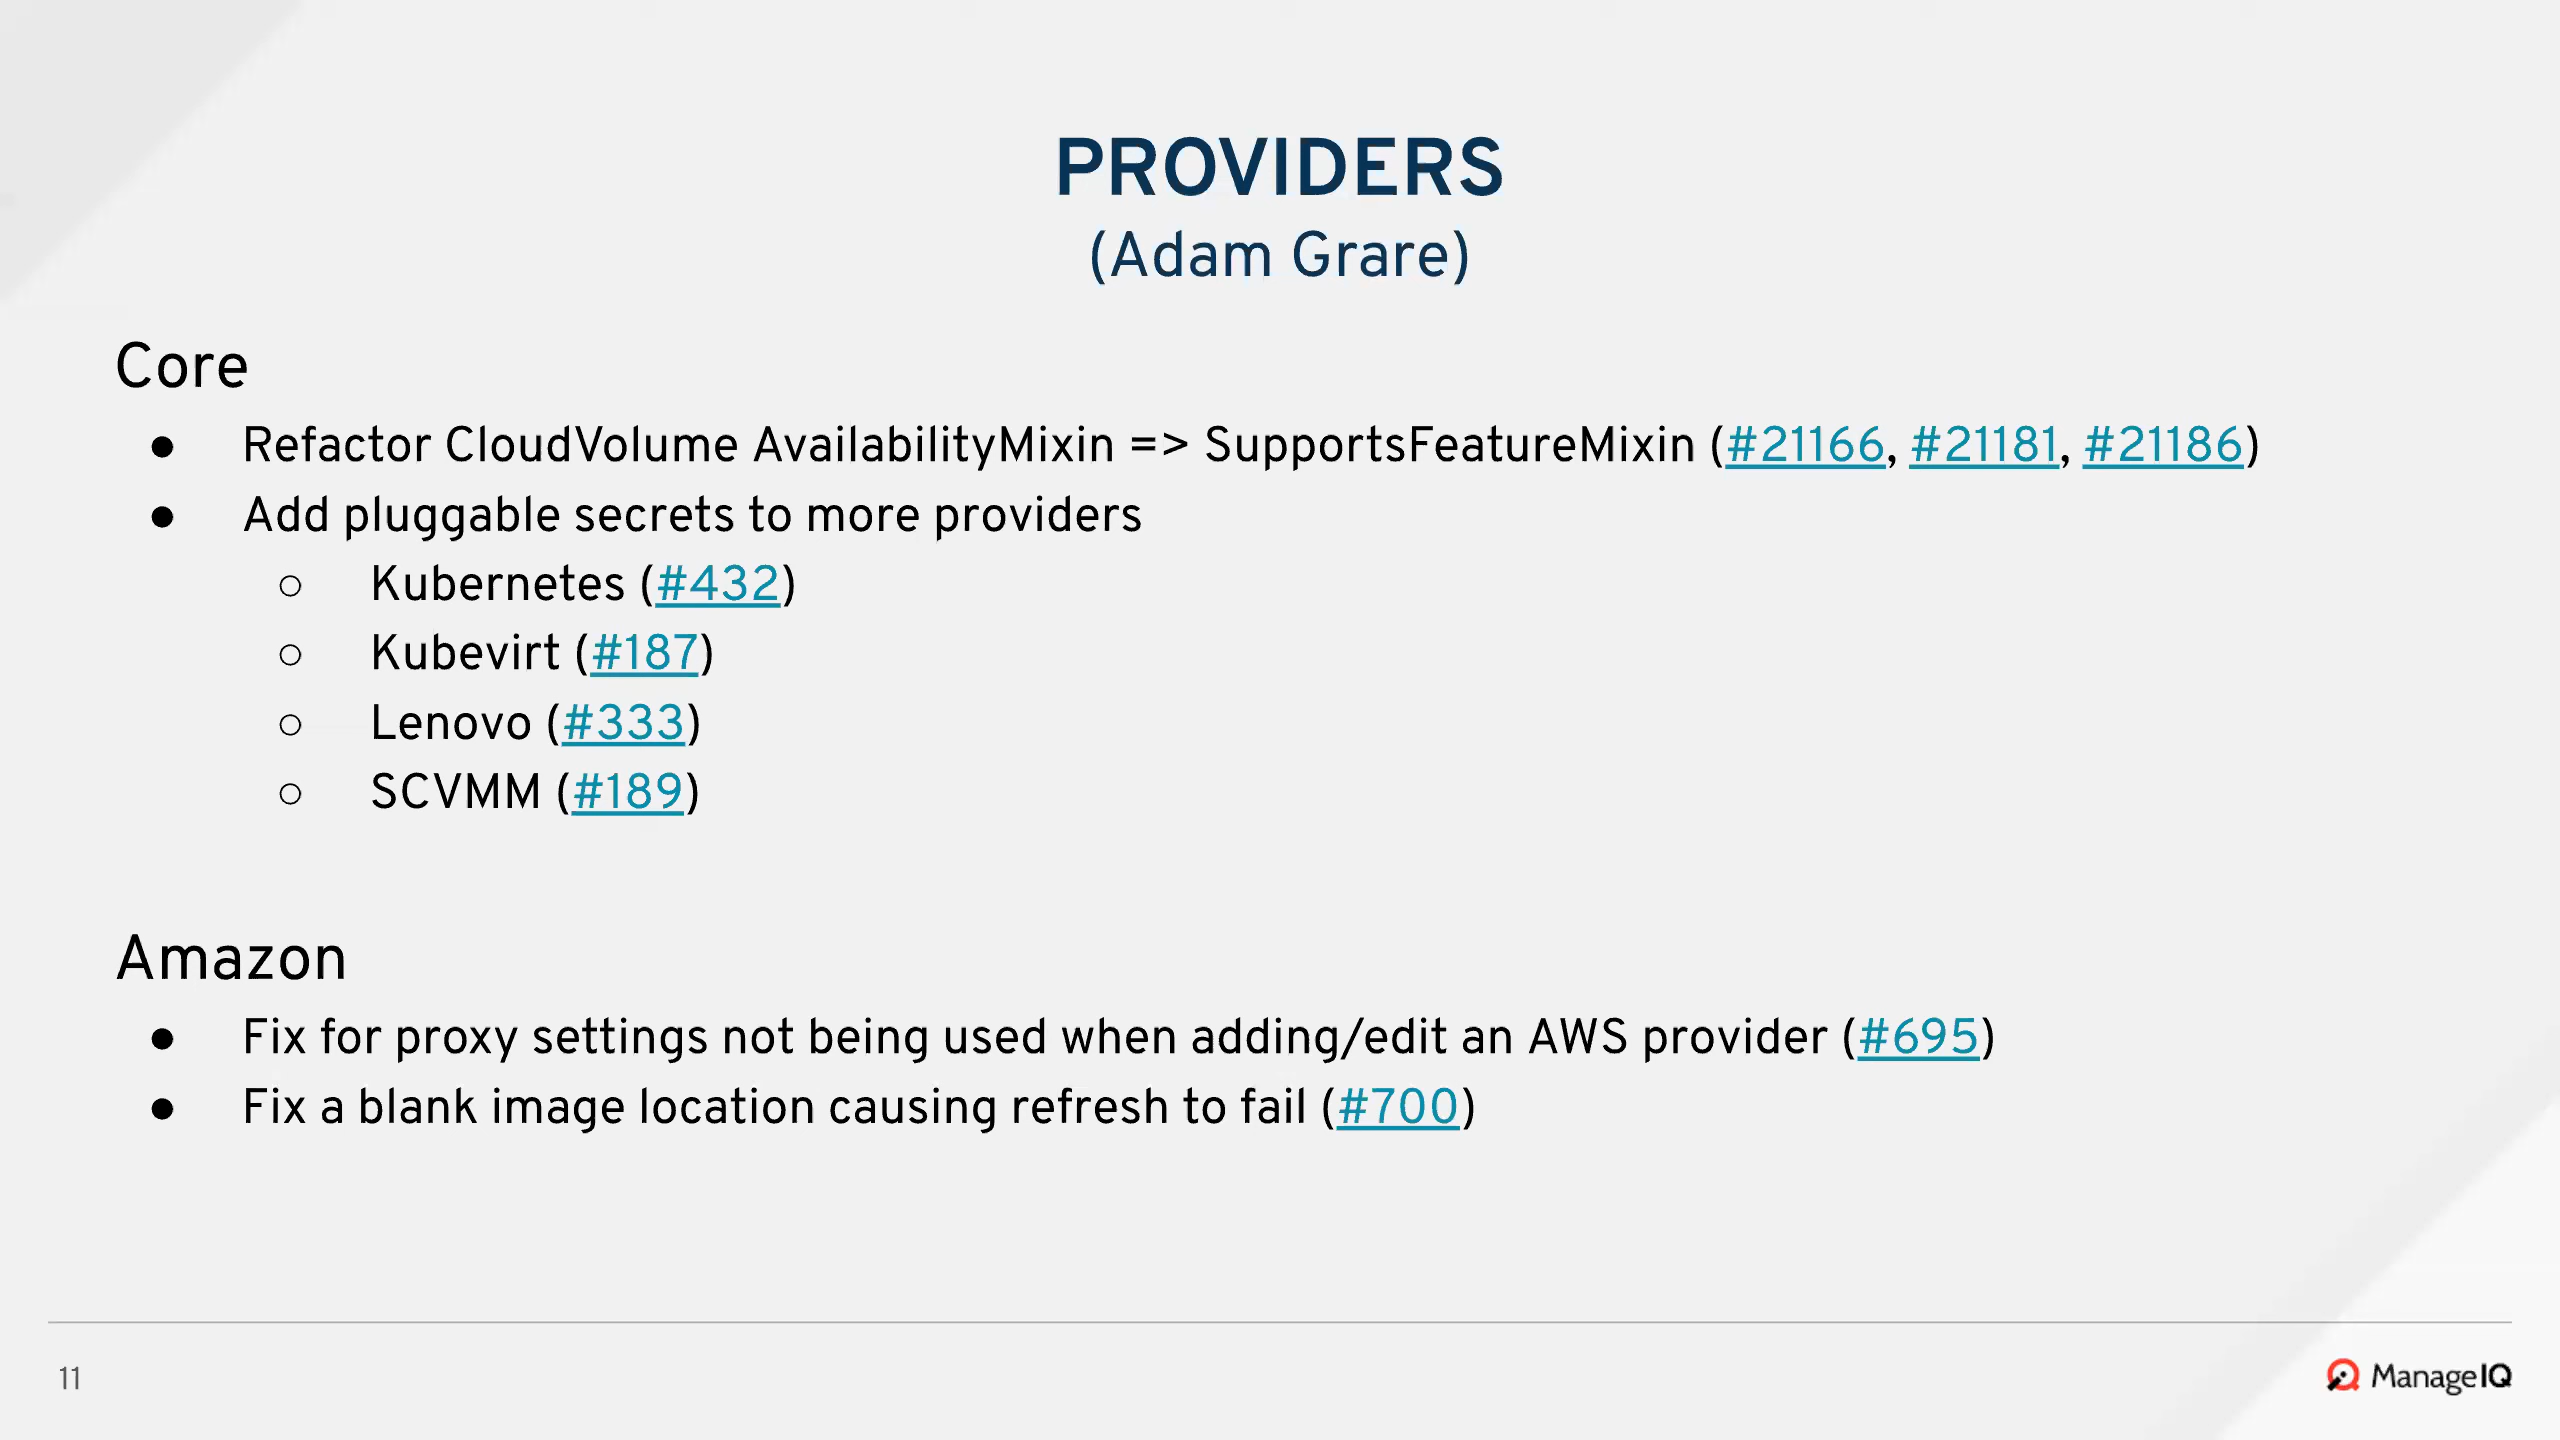 PROVIDERS
(Adam Grare)
Core
● Refactor CloudVolume AvailabilityMixin => SupportsFeatureMixin (#21166, #21181, #21186)
● Add pluggable secrets to more providers
○ Kubernetes (#432)
○ Kubevirt (#187)
○ Lenovo (#333)
○ SCVMM (#189)
Amazon
● Fix for proxy settings not being used when adding/edit an AWS provider (#695)
● Fix a blank image location causing refresh to fail (#700)
11
ManageIQ